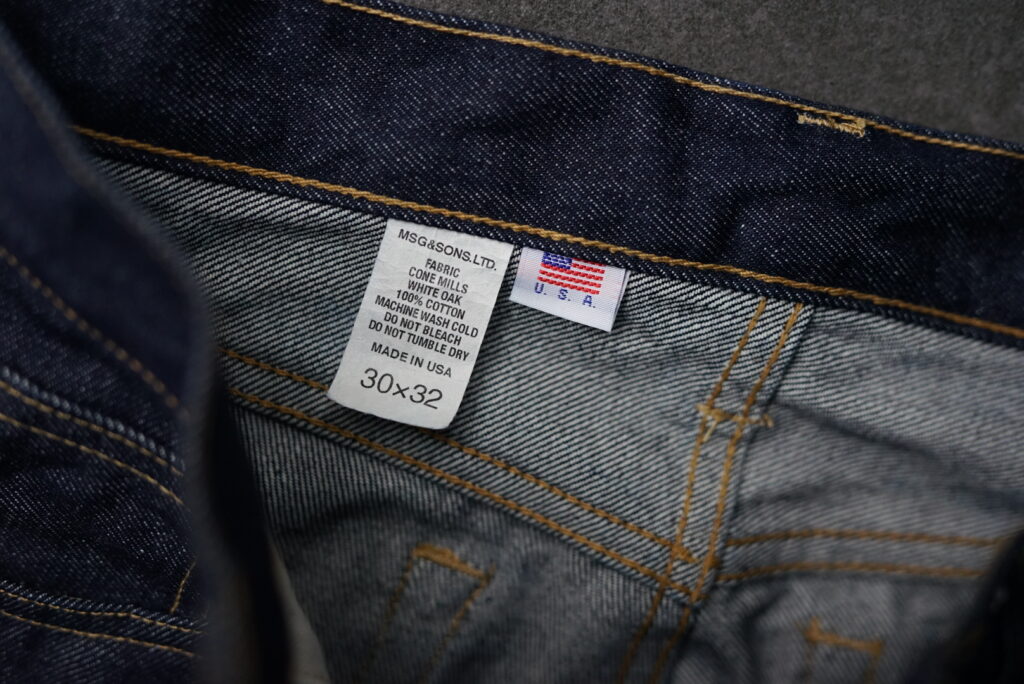 MSG&SONS.LTD.
FABRIC
CONE MILLS
WHITE OAK
100% COTTON
MACHINE WASH COLD
DO NOT BLEACH
DO NOT TUMBLE DRY
MADE IN USA
30×32
U. S. A.